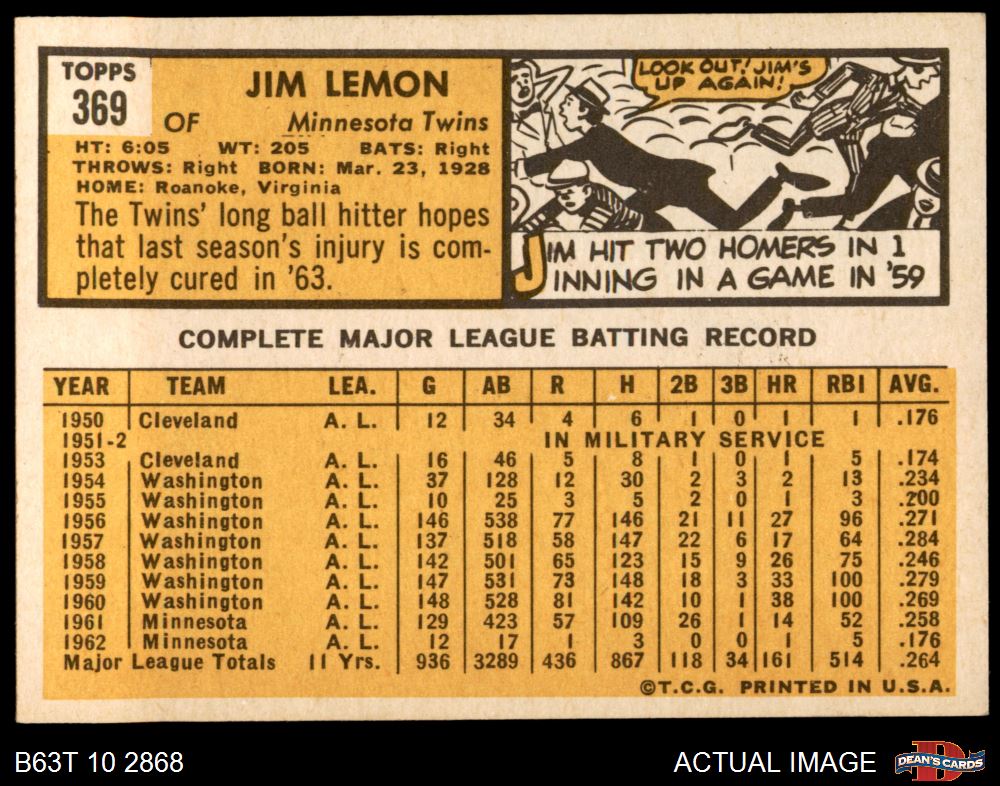 TOPPS
369
JIM LEMON
OF Minnesota Twins
HT: 6:05 WT: 205 BATS: Right
THROWS: Right BORN: Mar. 23, 1928
HOME: Roanoke, Virginia
The Twins' long ball hitter hopes
that last season's injury is com-
pletely cured in '63.
LOOK OUT! JIM'S
UP AGAIN!
JIM HIT TWO HOMERS IN 1
INNING IN A GAME IN '59
COMPLETE MAJOR LEAGUE BATTING RECORD
YEAR TEAM LEA. G AB R H 2B 3B HR RBI AVG.
1950 Cleveland A. L. 12 34 4 6 1 0 1 1 .176
1951-2 IN MILITARY SERVICE
1953 Cleveland A. L. 16 46 5 8 1 0 1 5 .174
1954 Washington A. L. 37 128 12 30 2 3 2 13 .234
1955 Washington A. L. 10 25 3 5 2 0 1 3 .200
1956 Washington A. L. 146 538 77 146 21 11 27 96 .271
1957 Washington A. L. 137 518 58 147 22 6 17 64 .284
1958 Washington A. L. 142 501 65 123 15 9 26 75 .246
1959 Washington A. L. 147 531 73 148 18 3 33 100 .279
1960 Washington A. L. 148 528 81 142 10 1 38 100 .269
1961 Minnesota A. L. 129 423 57 109 26 1 14 52 .258
1962 Minnesota A. L. 12 17 1 3 0 0 1 5 .176
Major League Totals 11 Yrs. 936 3289 436 867 118 34 161 514 .264
©T.C.G. PRINTED IN U.S.A.
B63T 10 2868 ACTUAL IMAGE
D
DEAN'S CARDS